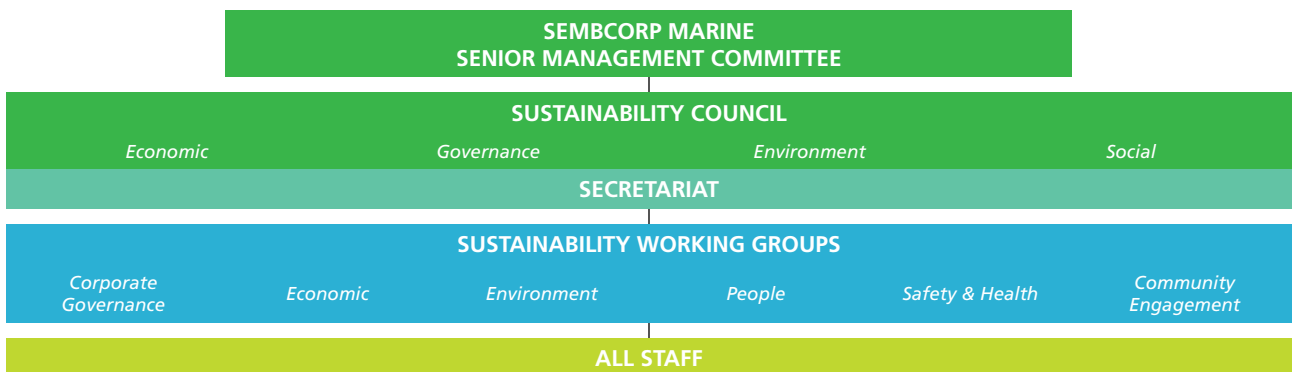 SEMBCORP MARINE
SENIOR MANAGEMENT COMMITTEE
SUSTAINABILITY COUNCIL
Economic Governance Environment Social
SECRETARIAT
SUSTAINABILITY WORKING GROUPS
Corporate
Governance
Economic
Environment
People
Safety & Health
Community
Engagement
ALL STAFF